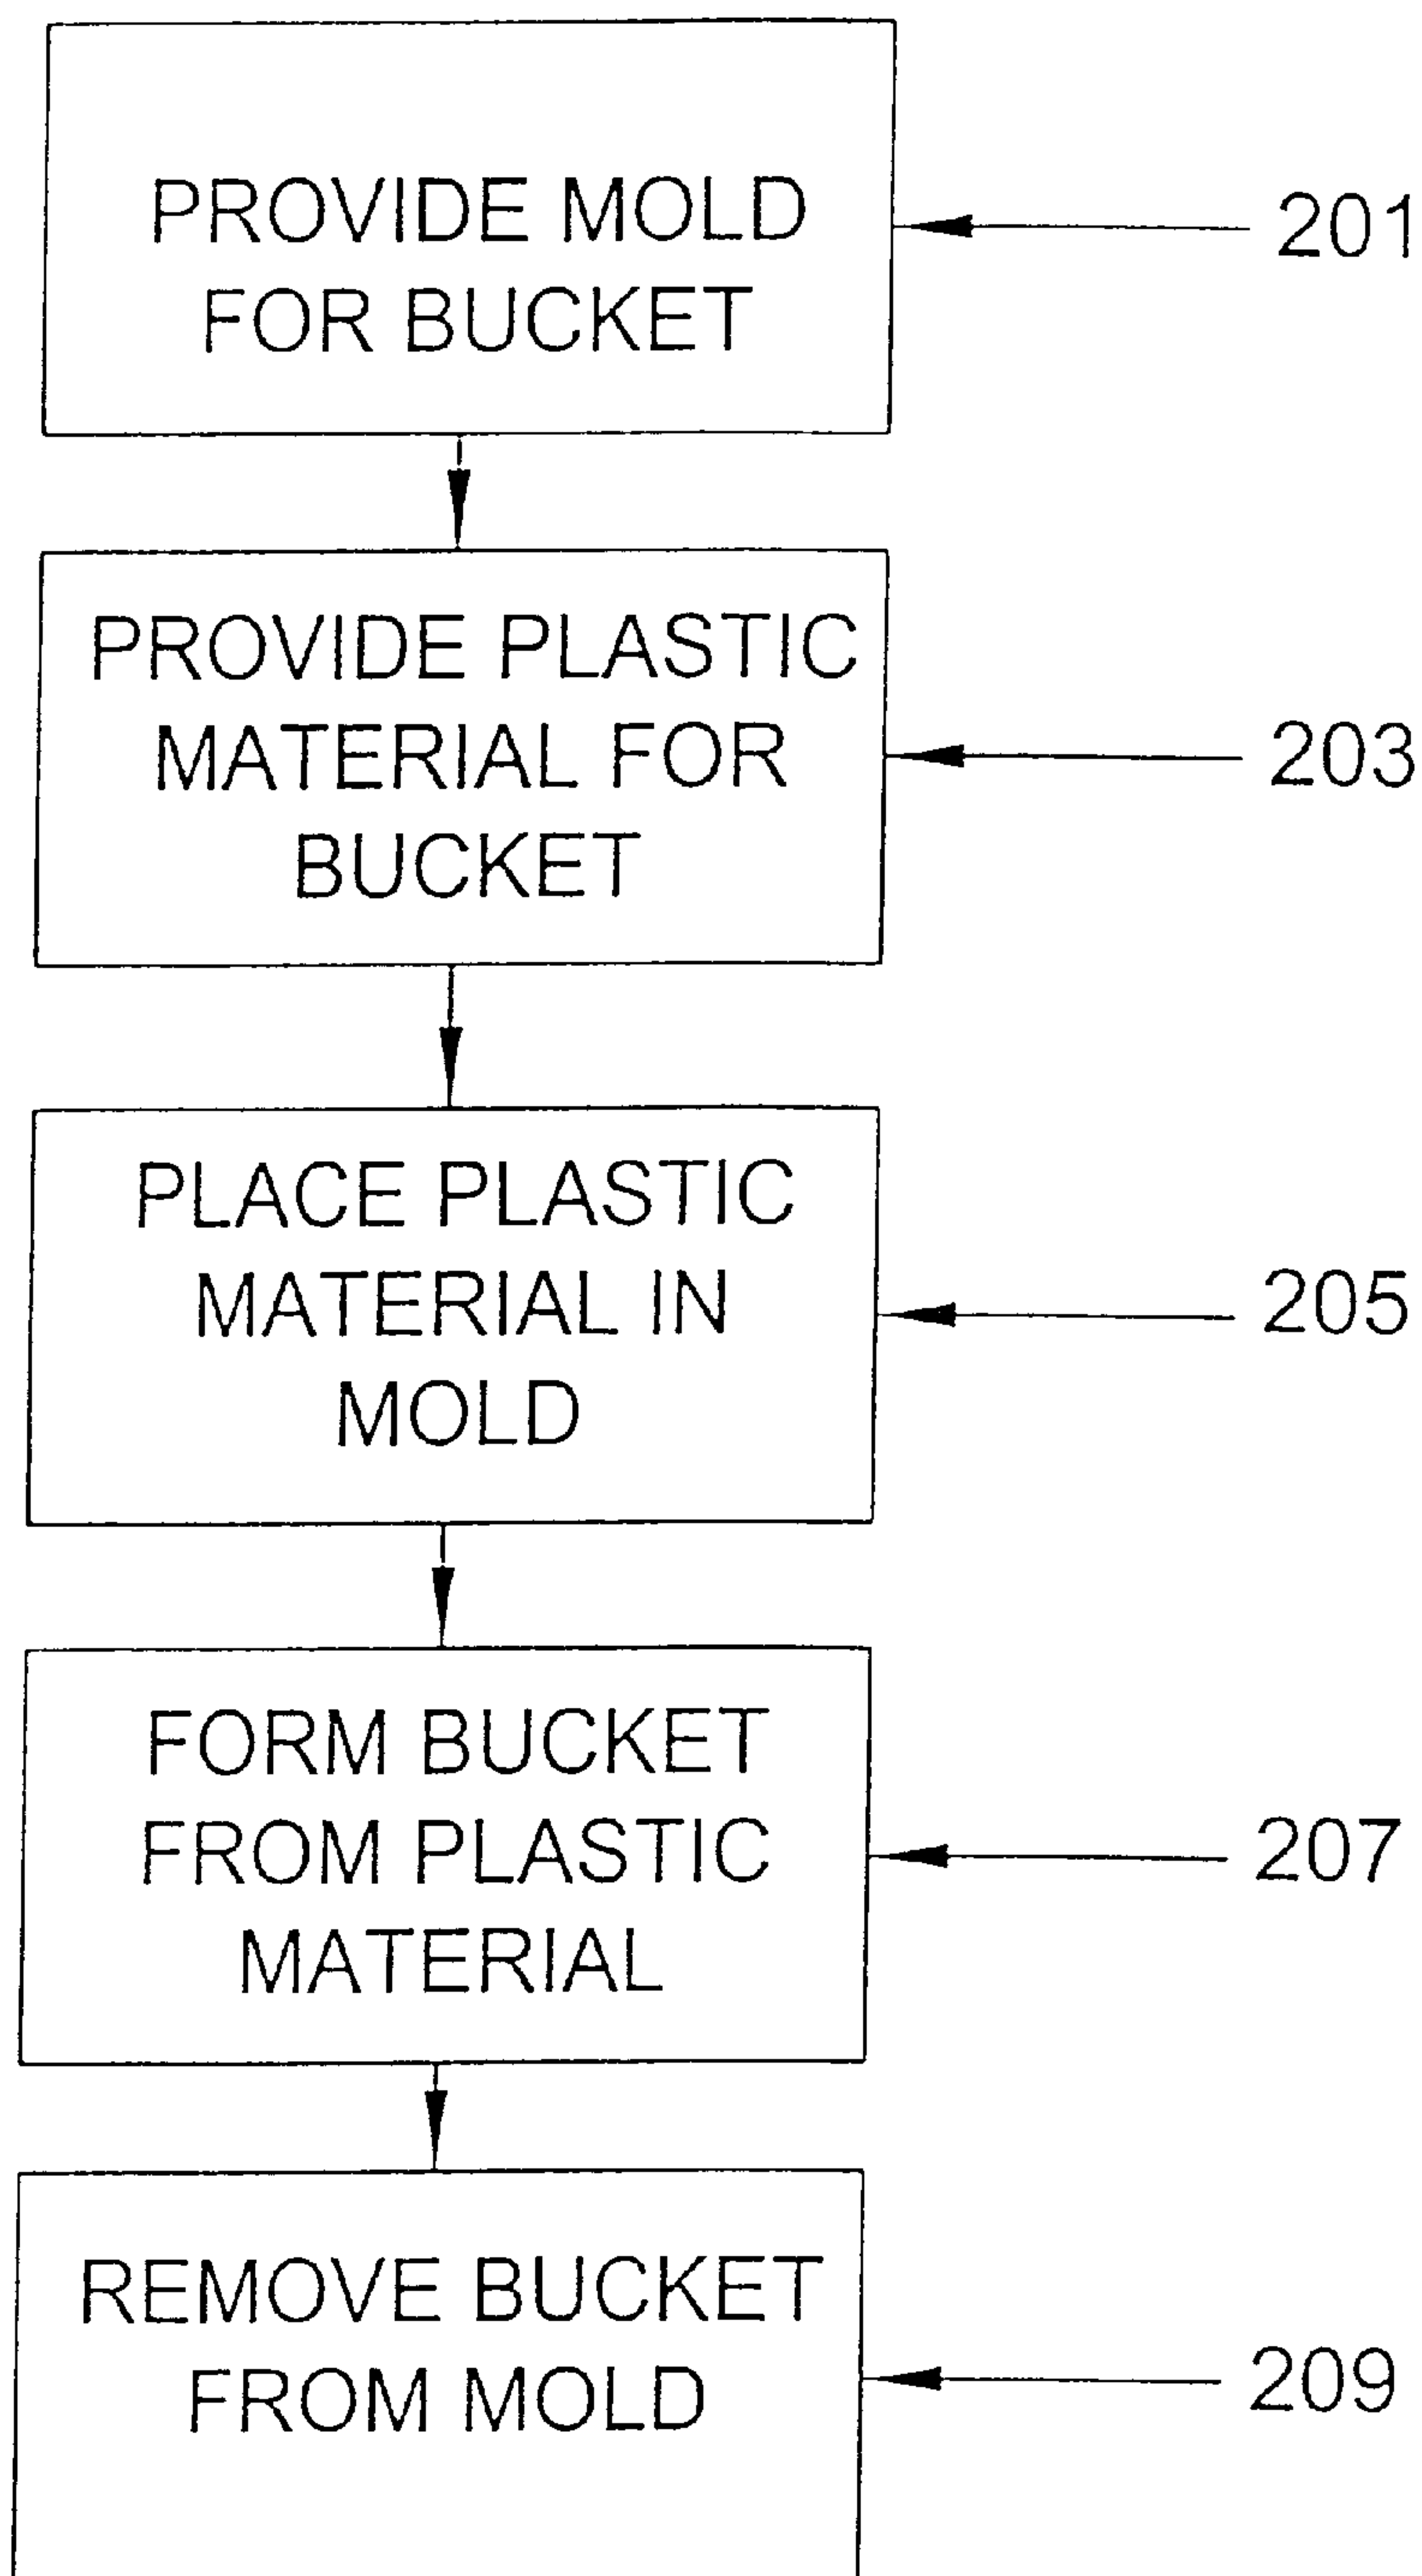 PROVIDE MOLD
FOR BUCKET
201
PROVIDE PLASTIC
MATERIAL FOR
BUCKET
203
PLACE PLASTIC
MATERIAL IN
MOLD
205
FORM BUCKET
FROM PLASTIC
MATERIAL
207
REMOVE BUCKET
FROM MOLD
209